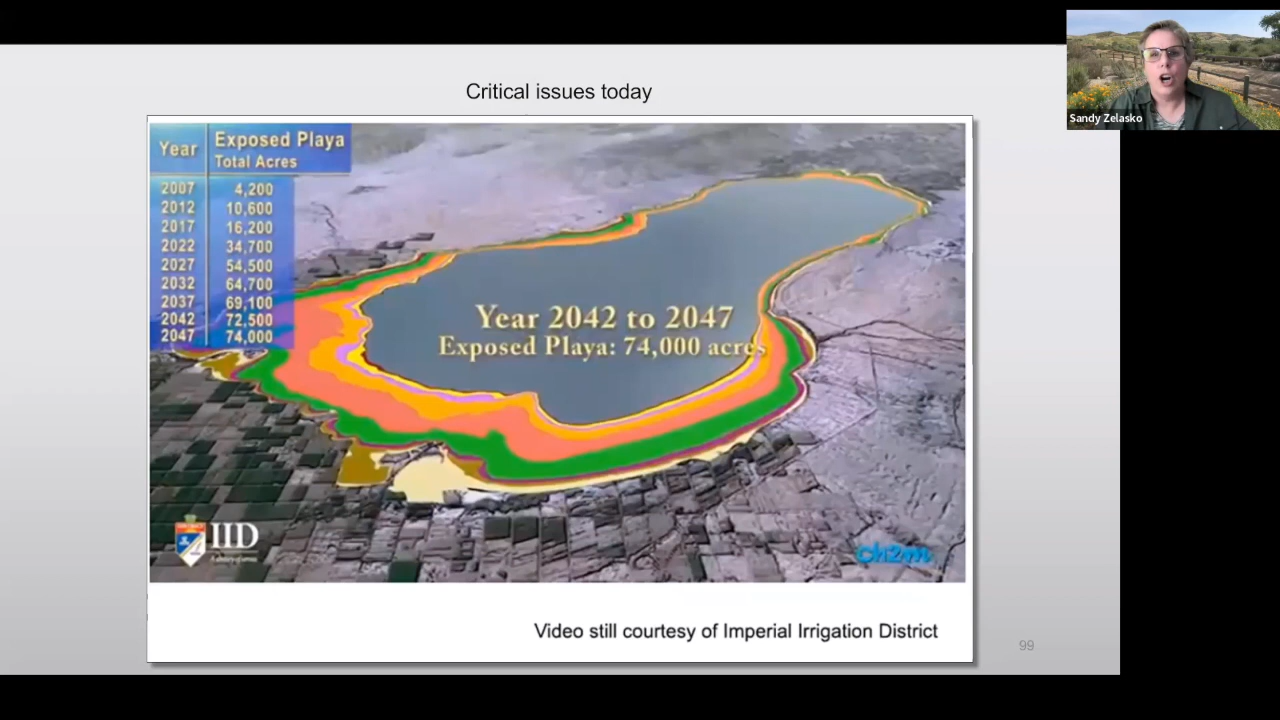 Critical issues today
Sandy Zelasko
Year Exposed Playa
Total Acres
2007 4,200
2012 10,600
2017 16,200
2022 34,700
2027 54,500
2032 64,700
2037 69,100
2042 72,500
2047 74,000
Year 2042 to 2047
Exposed Playa: 74,000 acres
IID
ch2m
Video still courtesy of Imperial Irrigation District
99